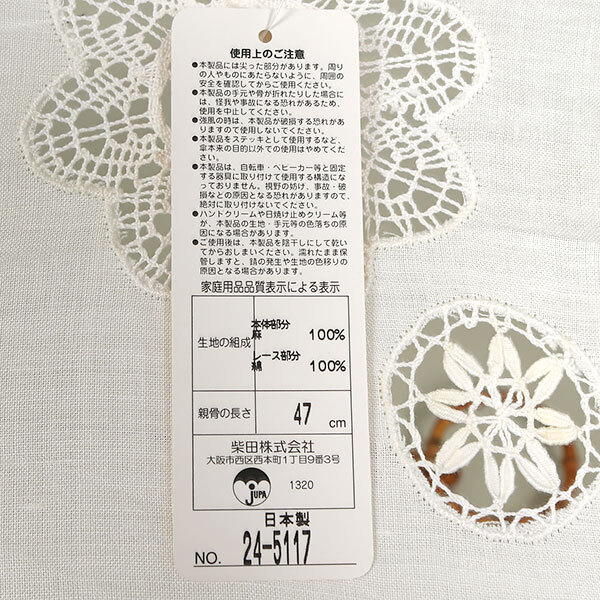 使用上のご注意
●本製品には尖った部分があります。周り
の人やものにあたらないように、周囲の
安全を確認してからご使用ください。
●本製品の手元や骨が折れたりした場合に
は、怪我や事故になる恐れがあるため、
使用を中止してください。
●強風の時は、本製品が破損する恐れがあ
りますので使用しないでください。
●本製品をステッキとして使用するなど、
傘本来の目的以外での使用はやめてくだ
さい。
●本製品は、自転車・ベビーカー等と固定
する器具に取り付けて使用する構造にな
っておりません。視野の妨げ、事故・破
損などの原因となる恐れがありますので、
絶対に取り付けないでください。
●ハンドクリームや日焼け止めクリーム等
が、本製品の生地・手元等の色落ちの原
因になる場合があります。
●ご使用後は、本製品を陰干しにして乾い
てからおしまいください。濡れたまま保
管しますと、錆の発生や生地の色移りの
原因となる場合があります。
家庭用品品質表示による表示
本体部分
生地の組成 麻 100%
レース部分
綿 100%
親骨の長さ 47 cm
柴田株式会社
大阪市西区西本町1丁目9番3号
JUPA 1320
日本製
NO. 24-5117